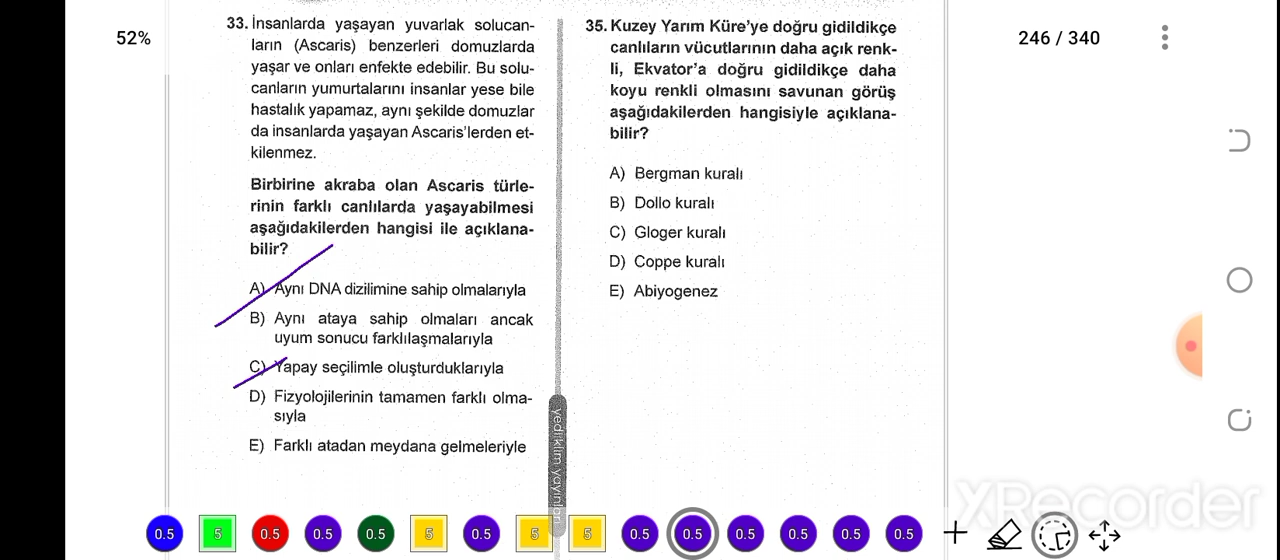 52%
246 / 340
33. İnsanlarda yaşayan yuvarlak solucan-
ların (Ascaris) benzerleri domuzlarda
yaşar ve onları enfekte edebilir. Bu solu-
canların yumurtalarını insanlar yese bile
hastalık yapamaz, aynı şekilde domuzlar
da insanlarda yaşayan Ascaris'lerden et-
kilenmez.
Birbirine akraba olan Ascaris türle-
rinin farklı canlılarda yaşayabilmesi
aşağıdakilerden hangisi ile açıklana-
bilir?
A) Aynı DNA dizilimine sahip olmalarıyla
B) Aynı ataya sahip olmaları ancak
uyum sonucu farklılaşmalarıyla
C) Yapay seçilimle oluşturduklarıyla
D) Fizyolojilerinin tamamen farklı olma-
sıyla
E) Farklı atadan meydana gelmeleriyle
yediiklim yayınları
35. Kuzey Yarım Küre'ye doğru gidildikçe
canlıların vücutlarının daha açık renk-
li, Ekvator'a doğru gidildikçe daha
koyu renkli olmasını savunan görüş
aşağıdakilerden hangisiyle açıklana-
bilir?
A) Bergman kuralı
B) Dollo kuralı
C) Gloger kuralı
D) Coppe kuralı
E) Abiyogenez
XRecorder
0.5 5 0.5 0.5 0.5 5 0.5 5 5 0.5 0.5 0.5 0.5 0.5 0.5